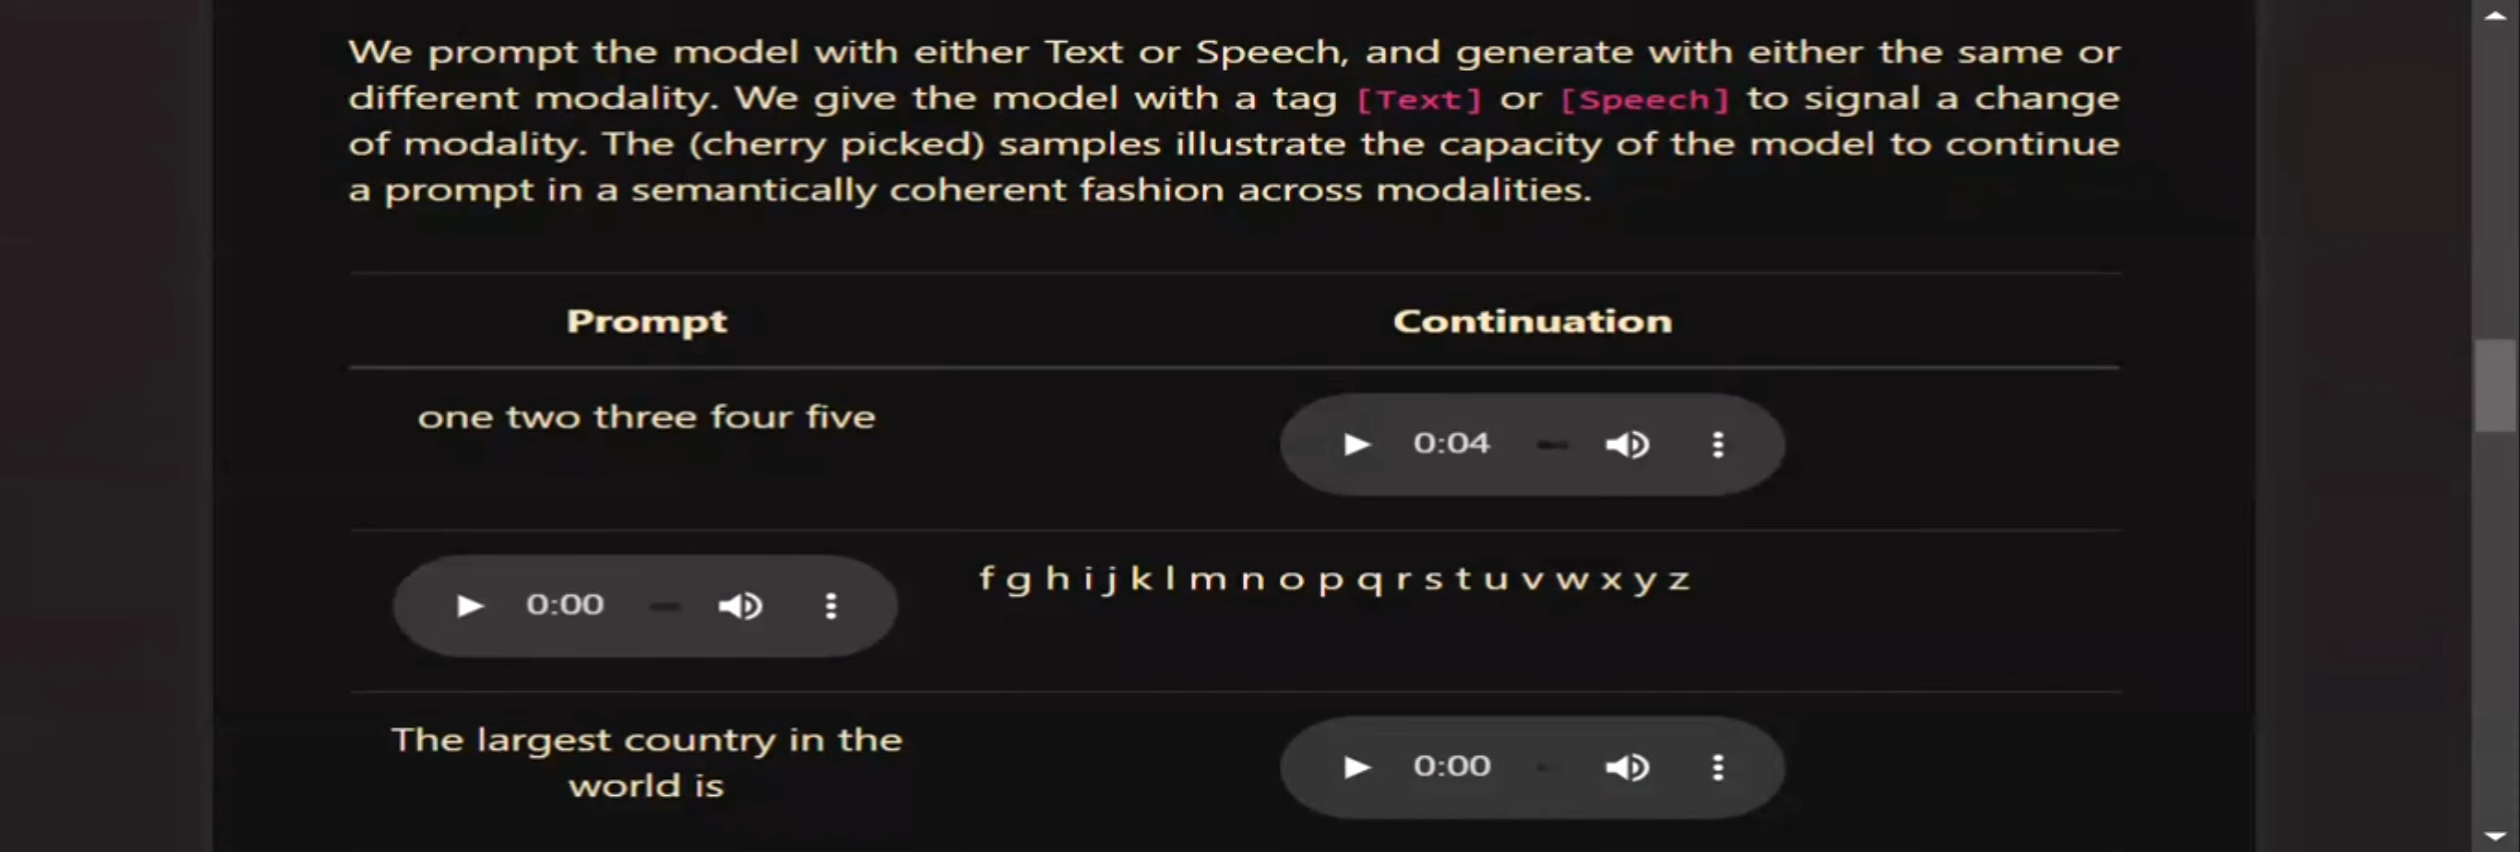 We prompt the model with either Text or Speech, and generate with either the same or
different modality. We give the model with a tag [Text] or [Speech] to signal a change
of modality. The (cherry picked) samples illustrate the capacity of the model to continue
a prompt in a semantically coherent fashion across modalities.
Prompt Continuation
one two three four five
0:04
0:00
f g h i j k l m n o p q r s t u v w x y z
The largest country in the
world is
0:00